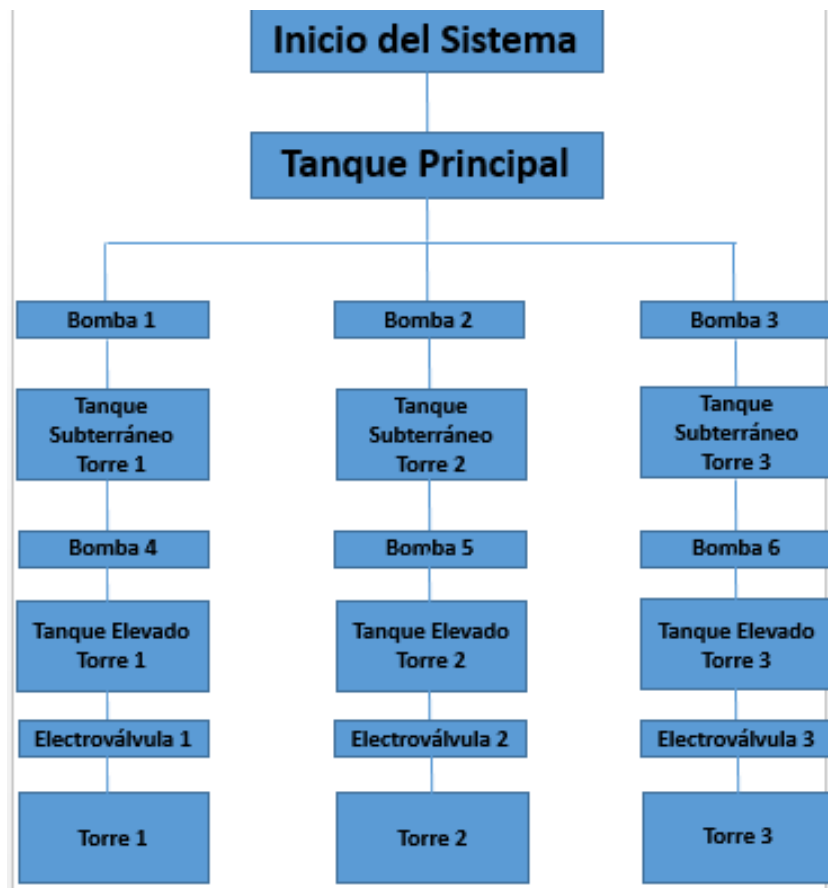 Inicio del Sistema
Tanque Principal
Bomba 1
Bomba 2
Bomba 3
Tanque
Subterráneo
Torre 1
Tanque
Subterráneo
Torre 2
Tanque
Subterráneo
Torre 3
Bomba 4
Bomba 5
Bomba 6
Tanque Elevado
Torre 1
Tanque Elevado
Torre 2
Tanque Elevado
Torre 3
Electroválvula 1
Electroválvula 2
Electroválvula 3
Torre 1
Torre 2
Torre 3